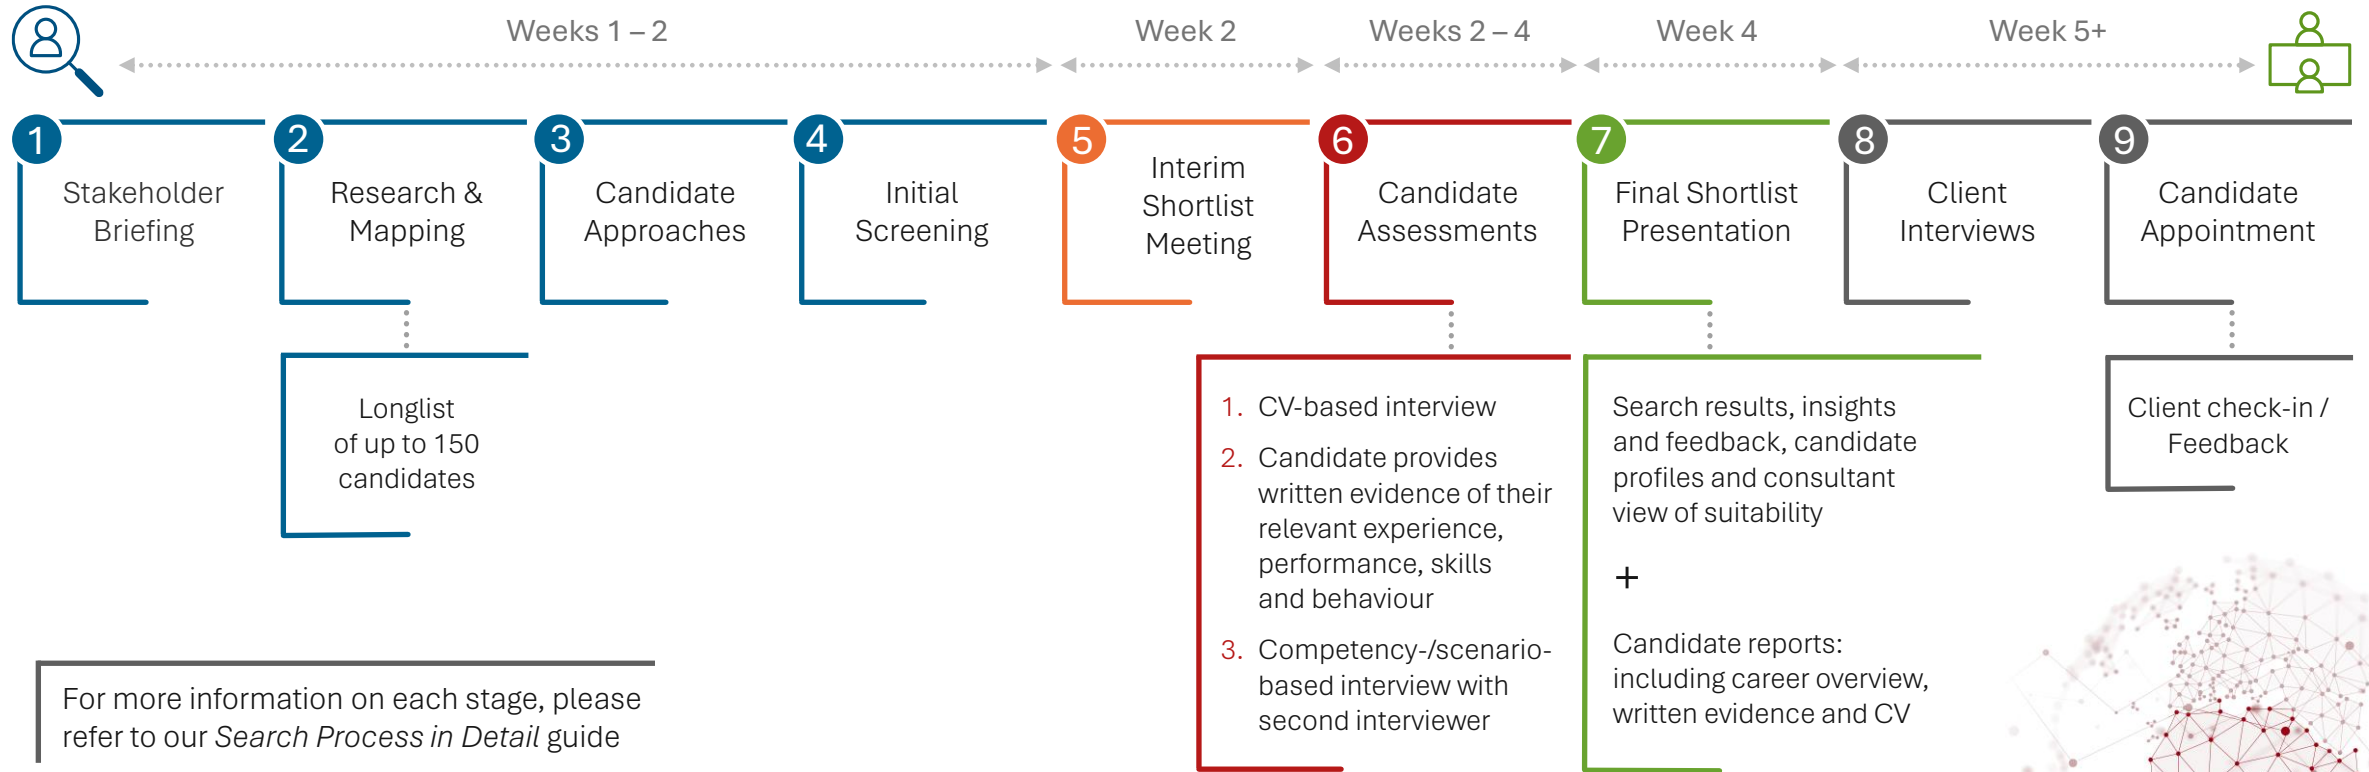 Weeks 1 – 2
Week 2
Weeks 2 – 4
Week 4
Week 5+
1
Stakeholder
Briefing
2
Research &
Mapping
3
Candidate
Approaches
4
Initial
Screening
5
Interim
Shortlist
Meeting
6
Candidate
Assessments
7
Final Shortlist
Presentation
8
Client
Interviews
9
Candidate
Appointment
Longlist
of up to 150
candidates
1. CV-based interview
2. Candidate provides
written evidence of their
relevant experience,
performance, skills
and behaviour
3. Competency-/scenario-
based interview with
second interviewer
Search results, insights
and feedback, candidate
profiles and consultant
view of suitability
+
Candidate reports:
including career overview,
written evidence and CV
Client check-in /
Feedback
For more information on each stage, please
refer to our Search Process in Detail guide